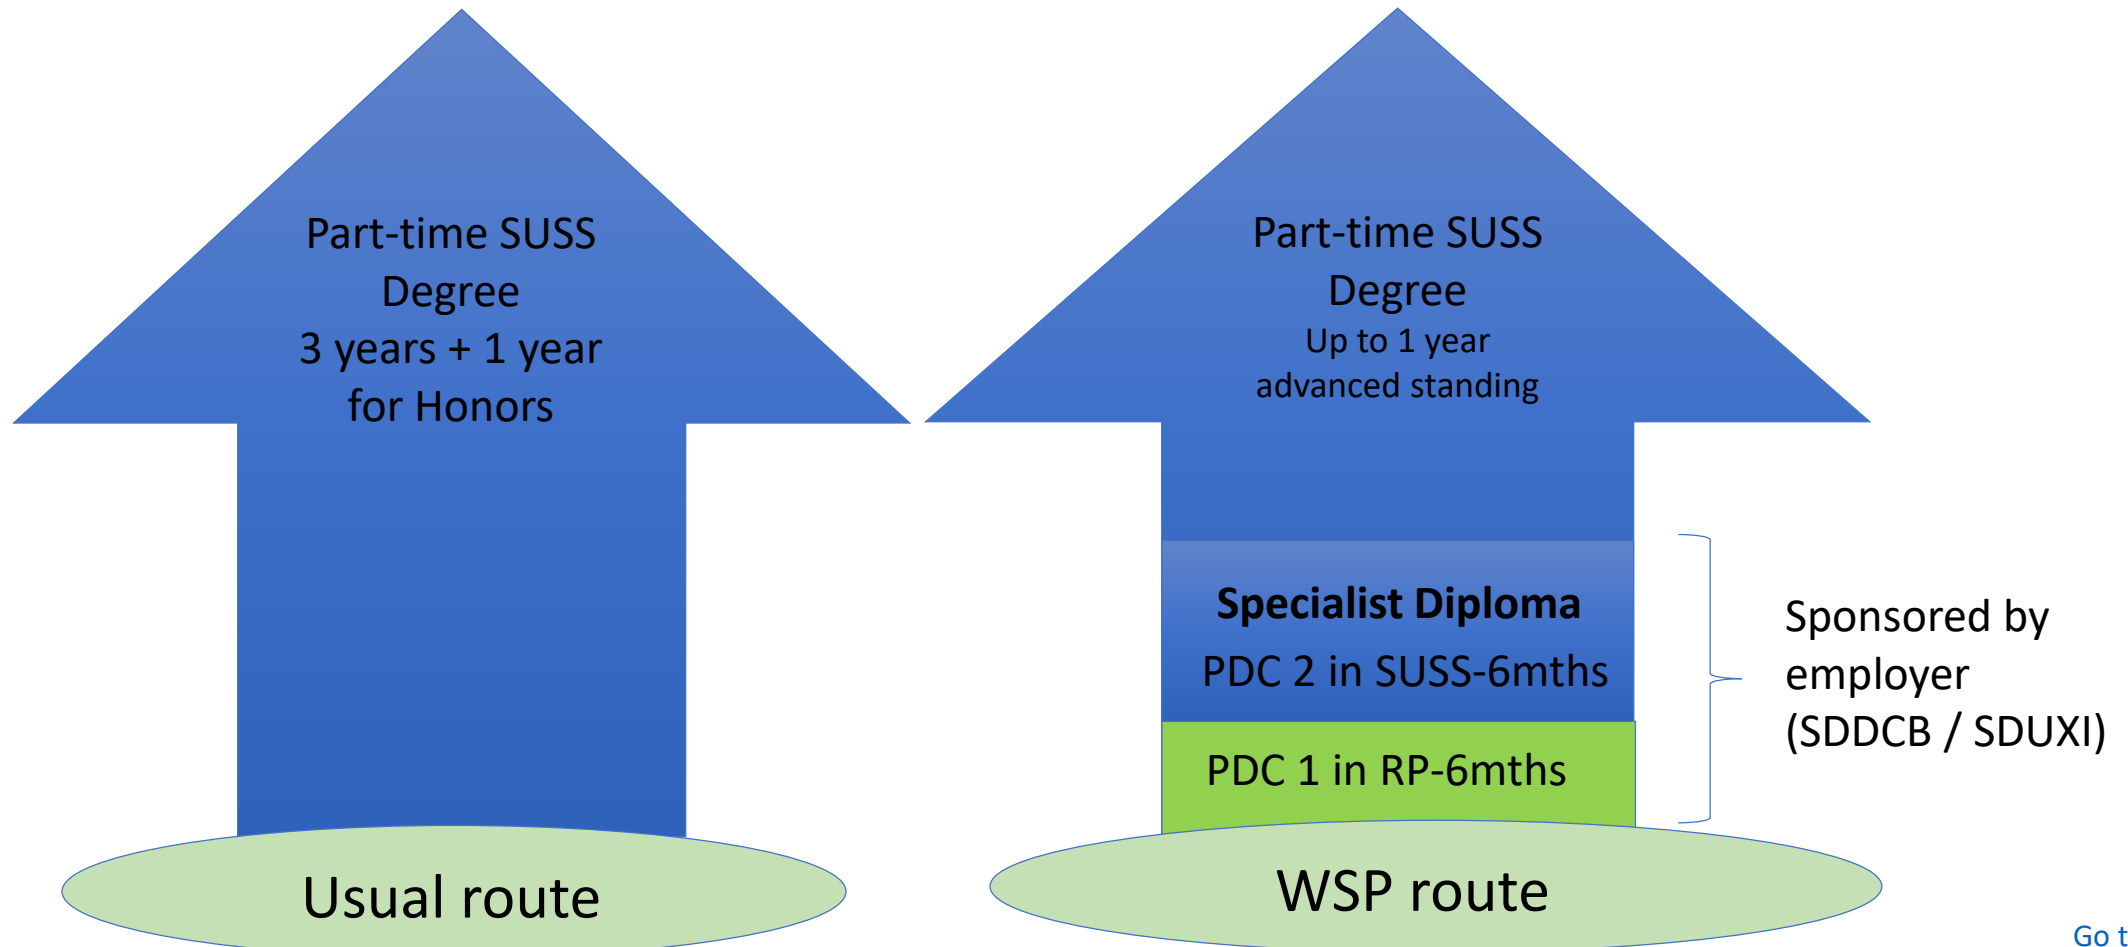 Part-time SUSS
Degree
3 years + 1 year
for Honors
Usual route
Part-time SUSS
Degree
Up to 1 year
advanced standing
Specialist Diploma
PDC 2 in SUSS-6mths
PDC 1 in RP-6mths
WSP route
Sponsored by
employer
(SDDCB / SDUXI)
Go